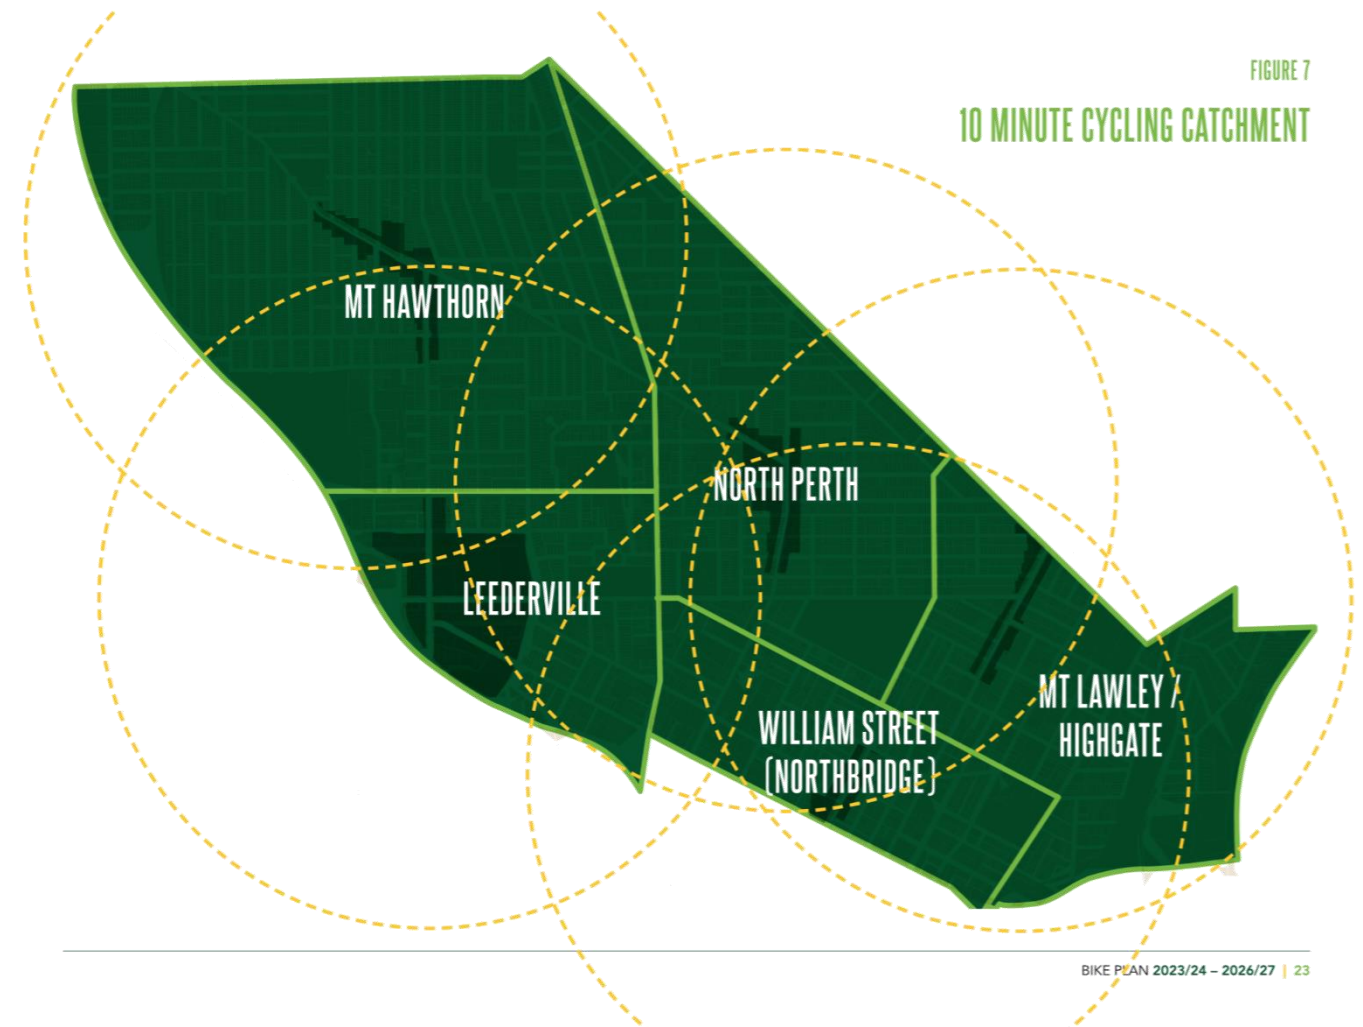 FIGURE 7
10 MINUTE CYCLING CATCHMENT
MT HAWTHORN
NORTH PERTH
LEEDERVILLE
MT LAWLEY /
HIGHGATE
WILLIAM STREET
(NORTHBRIDGE)
BIKE PLAN 2023/24 – 2026/27 | 23